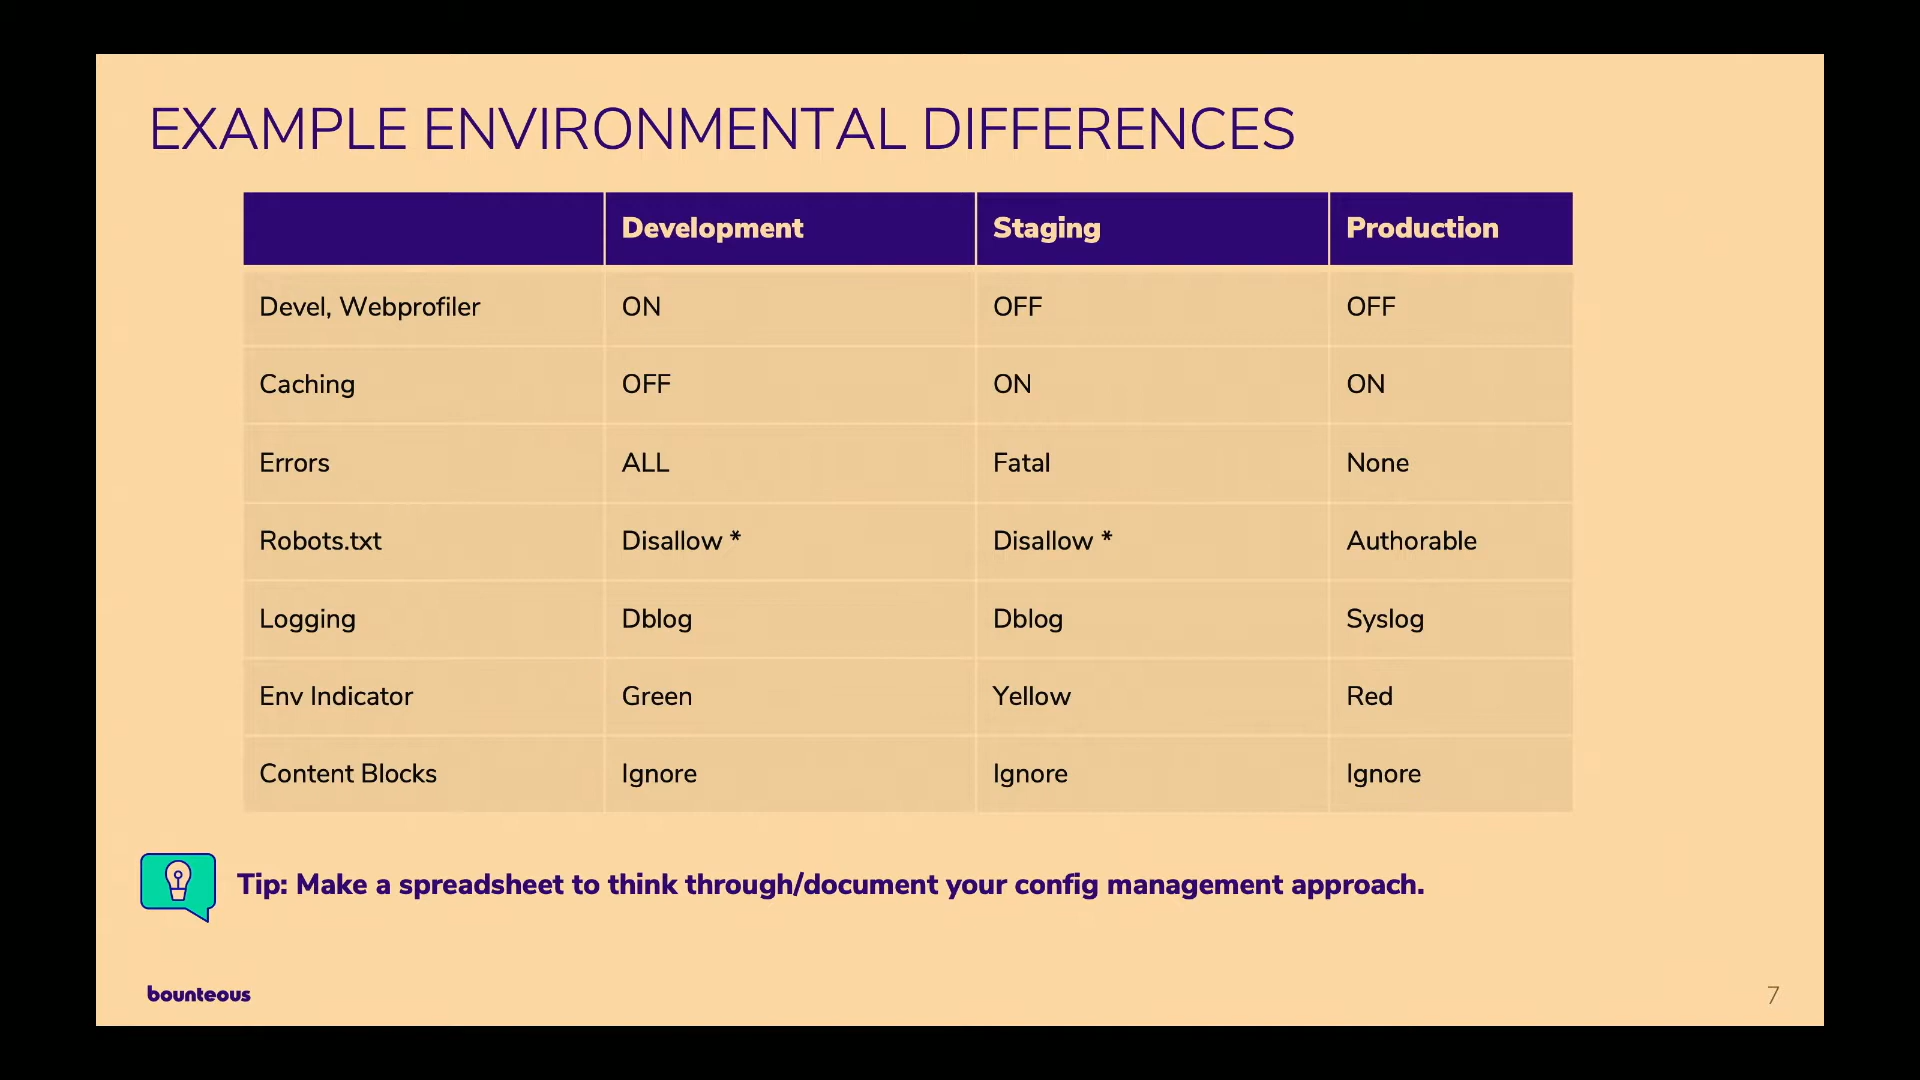 EXAMPLE ENVIRONMENTAL DIFFERENCES
Development Staging Production
Devel, Webprofiler ON OFF OFF
Caching OFF ON ON
Errors ALL Fatal None
Robots.txt Disallow * Disallow * Authorable
Logging Dblog Dblog Syslog
Env Indicator Green Yellow Red
Content Blocks Ignore Ignore Ignore
Tip: Make a spreadsheet to think through/document your config management approach.
bounteous
7